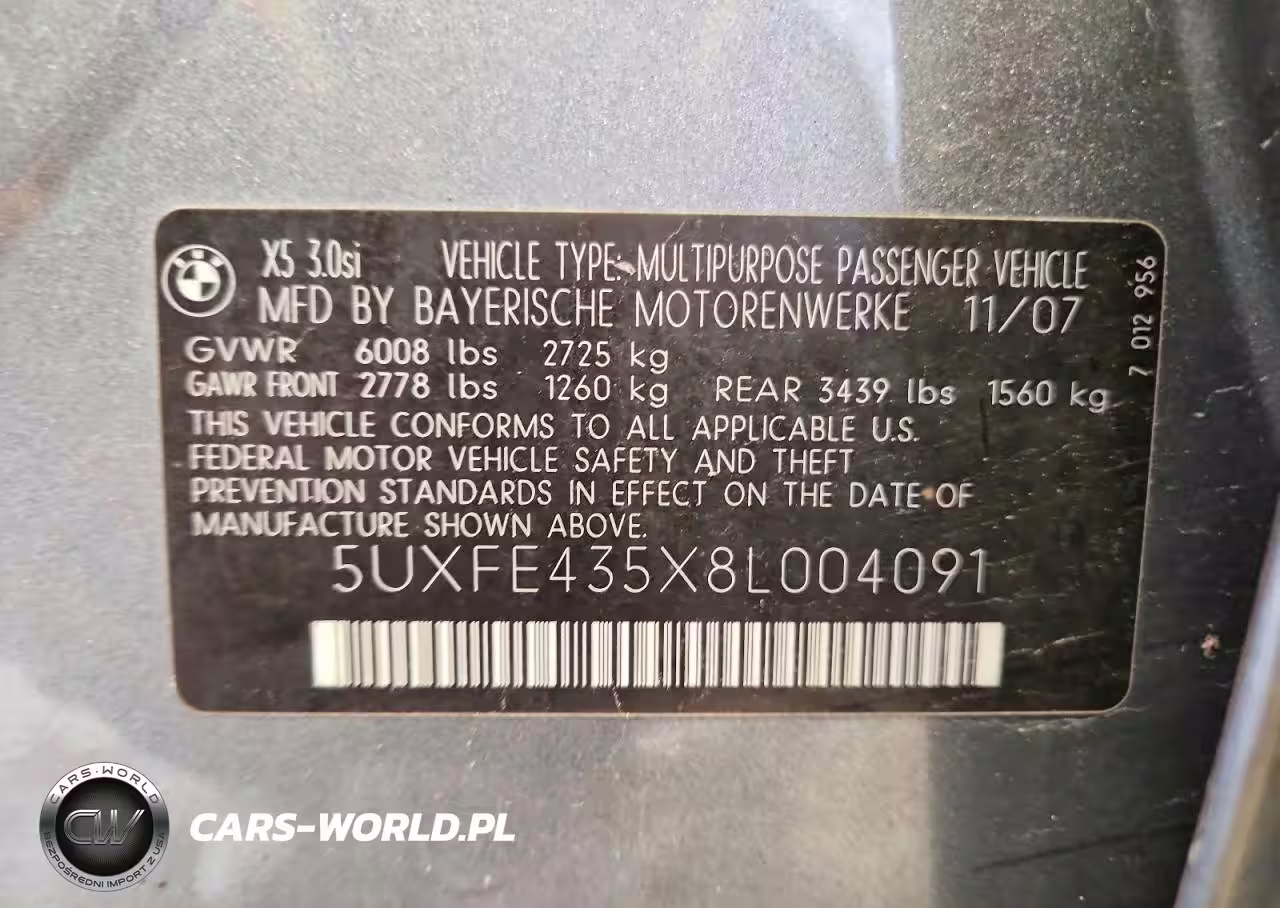 X5 3.0si VEHICLE TYPE: MULTIPURPOSE PASSENGER VEHICLE
MFD BY BAYERISCHE MOTORENWERKE 11/07
GVWR 6008 lbs 2725 kg
GAWR FRONT 2778 lbs 1260 kg REAR 3439 lbs 1560 kg
THIS VEHICLE CONFORMS TO ALL APPLICABLE U.S.
FEDERAL MOTOR VEHICLE SAFETY AND THEFT
PREVENTION STANDARDS IN EFFECT ON THE DATE OF
MANUFACTURE SHOWN ABOVE.
5UXFE435X8L004091
7 012 956
CARS-WORLD
CW
BEZPOŚREDNI IMPORT Z USA
CARS-WORLD.PL